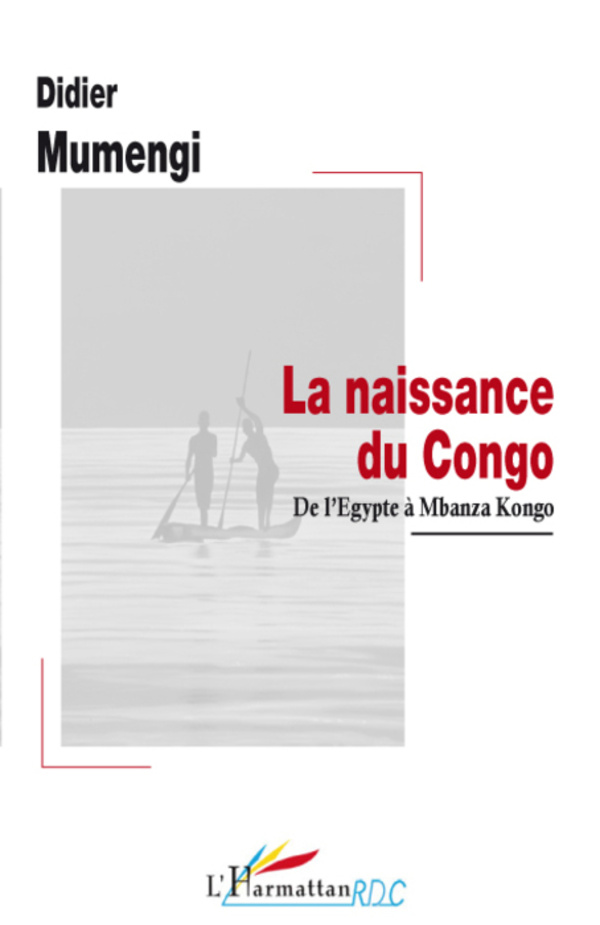 Didier
Mumengi
La naissance
du Congo
De l'Egypte à Mbanza Kongo
L'Harmattan RDC